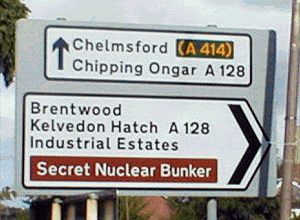 Chelmsford (A 414)
Chipping Ongar A 128
Brentwood
Kelvedon Hatch A 128
Industrial Estates
Secret Nuclear Bunker